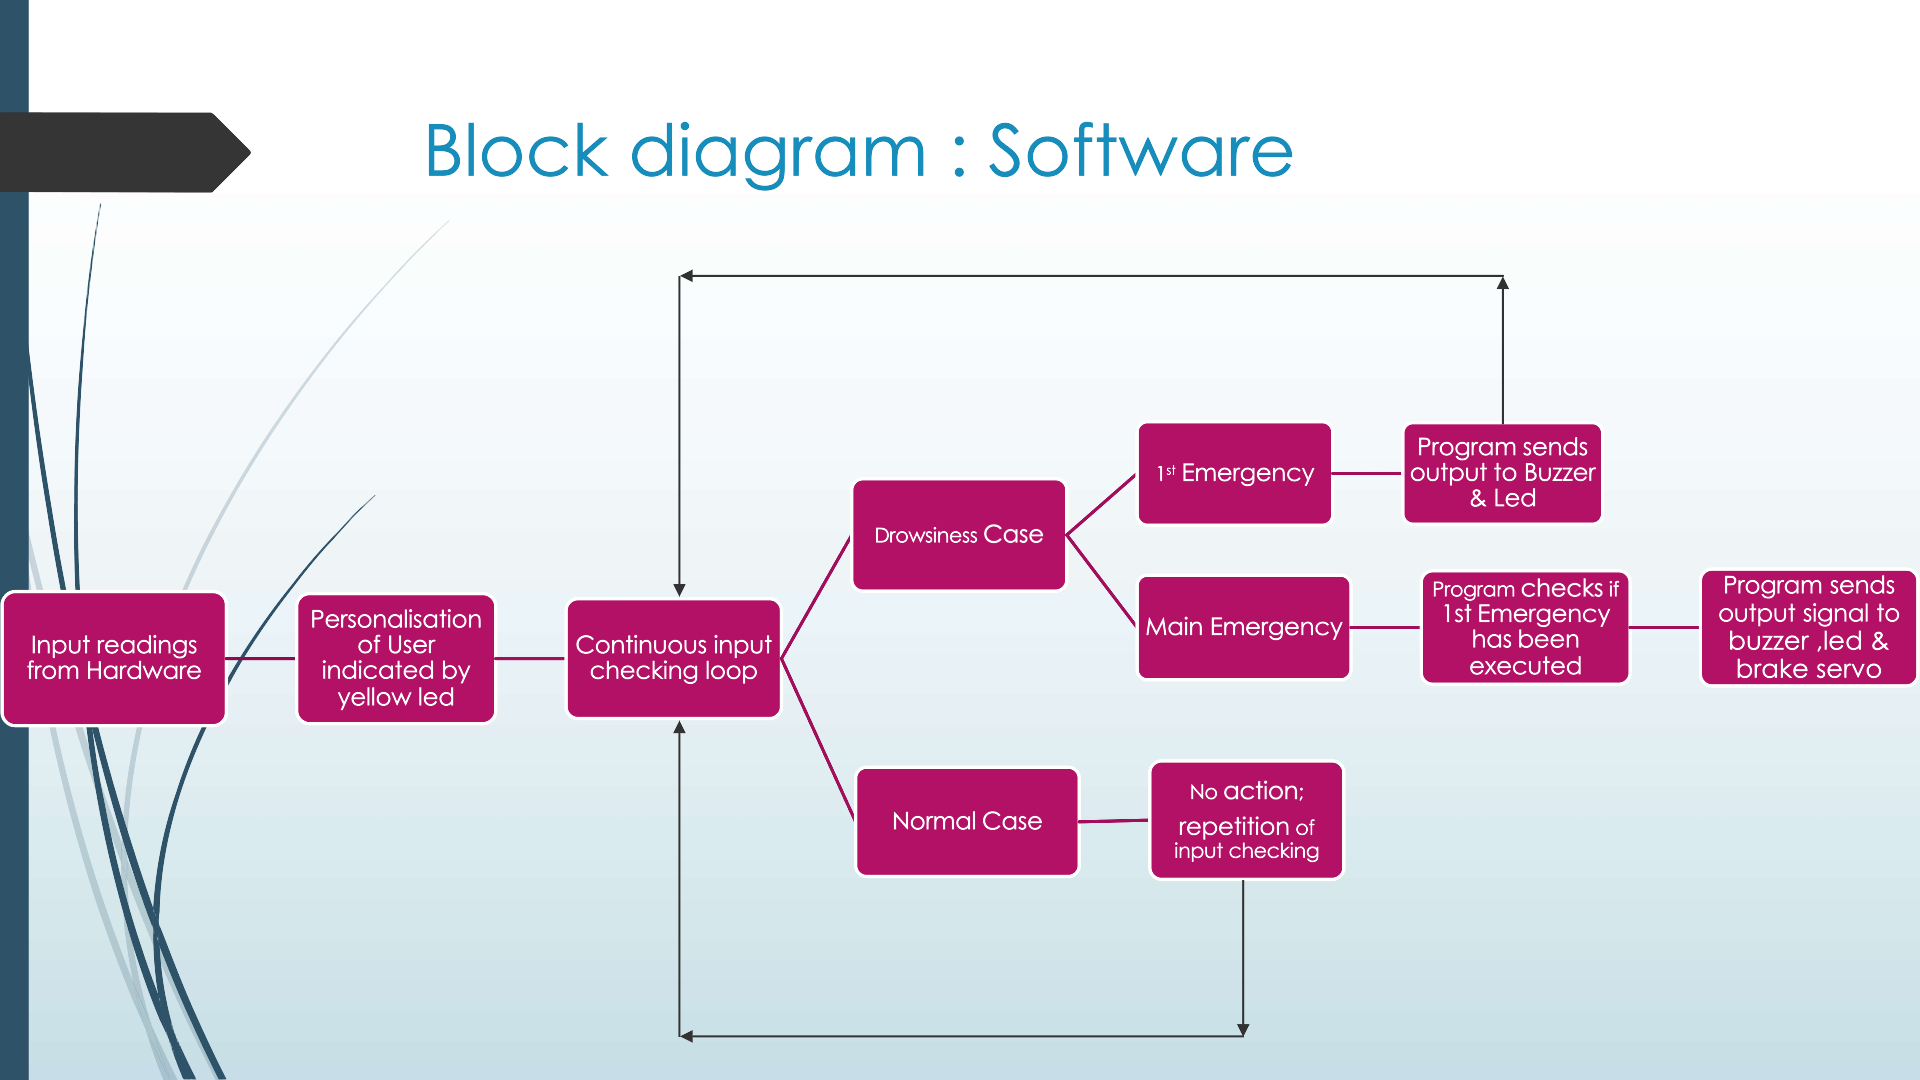 Block diagram : Software
Input readings
from Hardware
Personalisation
of User
indicated by
yellow led
Continuous input
checking loop
Drowsiness Case
1st Emergency
Program sends
output to Buzzer
& Led
Main Emergency
Program checks if
1st Emergency
has been
executed
Program sends
output signal to
buzzer ,led &
brake servo
Normal Case
No action;
repetition of
input checking